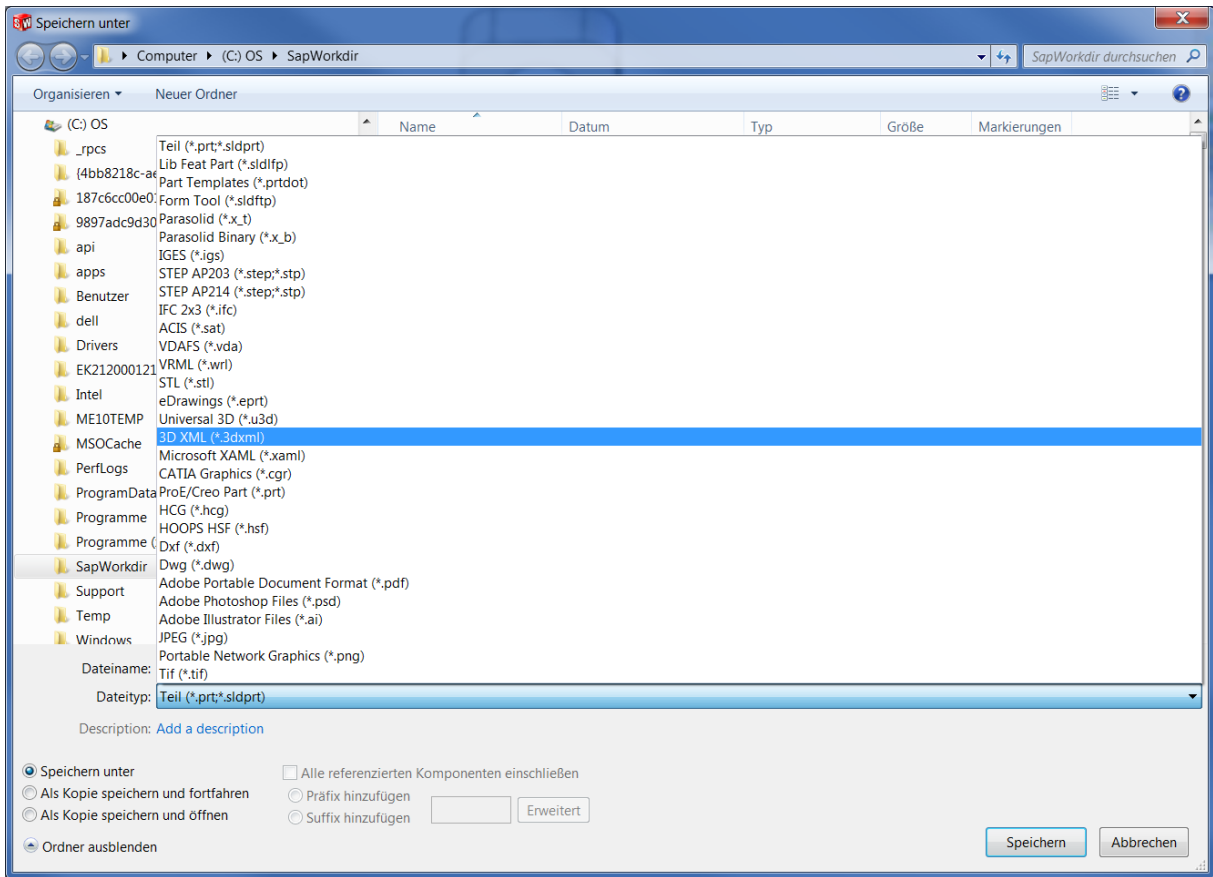 Speichern unter
Computer (C:) OS SapWorkdir
SapWorkdir durchsuchen
Organisieren Neuer Ordner
(C:) OS
Name Datum Typ Größe Markierungen
_rpcs
{4bb8218c-ae
187c6cc00e0
9897adc9d30
api
apps
Benutzer
dell
Drivers
EK212000121
Intel
ME10TEMP
MSOCache
PerfLogs
ProgramData
Programme
Programme (
SapWorkdir
Support
Temp
Windows
Teil (*.prt;*.sldprt)
Lib Feat Part (*.sldlfp)
Part Templates (*.prtdot)
Form Tool (*.sldftp)
Parasolid (*.x_t)
Parasolid Binary (*.x_b)
IGES (*.igs)
STEP AP203 (*.step;*.stp)
STEP AP214 (*.step;*.stp)
IFC 2x3 (*.ifc)
ACIS (*.sat)
VDAFS (*.vda)
VRML (*.wrl)
STL (*.stl)
eDrawings (*.eprt)
Universal 3D (*.u3d)
3D XML (*.3dxml)
Microsoft XAML (*.xaml)
CATIA Graphics (*.cgr)
ProE/Creo Part (*.prt)
HCG (*.hcg)
HOOPS HSF (*.hsf)
Dxf (*.dxf)
Dwg (*.dwg)
Adobe Portable Document Format (*.pdf)
Adobe Photoshop Files (*.psd)
Adobe Illustrator Files (*.ai)
JPEG (*.jpg)
Portable Network Graphics (*.png)
Tif (*.tif)
Dateiname:
Dateityp: Teil (*.prt;*.sldprt)
Description: Add a description
Speichern unter
Als Kopie speichern und fortfahren
Als Kopie speichern und öffnen
Alle referenzierten Komponenten einschließen
Präfix hinzufügen
Suffix hinzufügen
Erweitert
Ordner ausblenden
Speichern Abbrechen